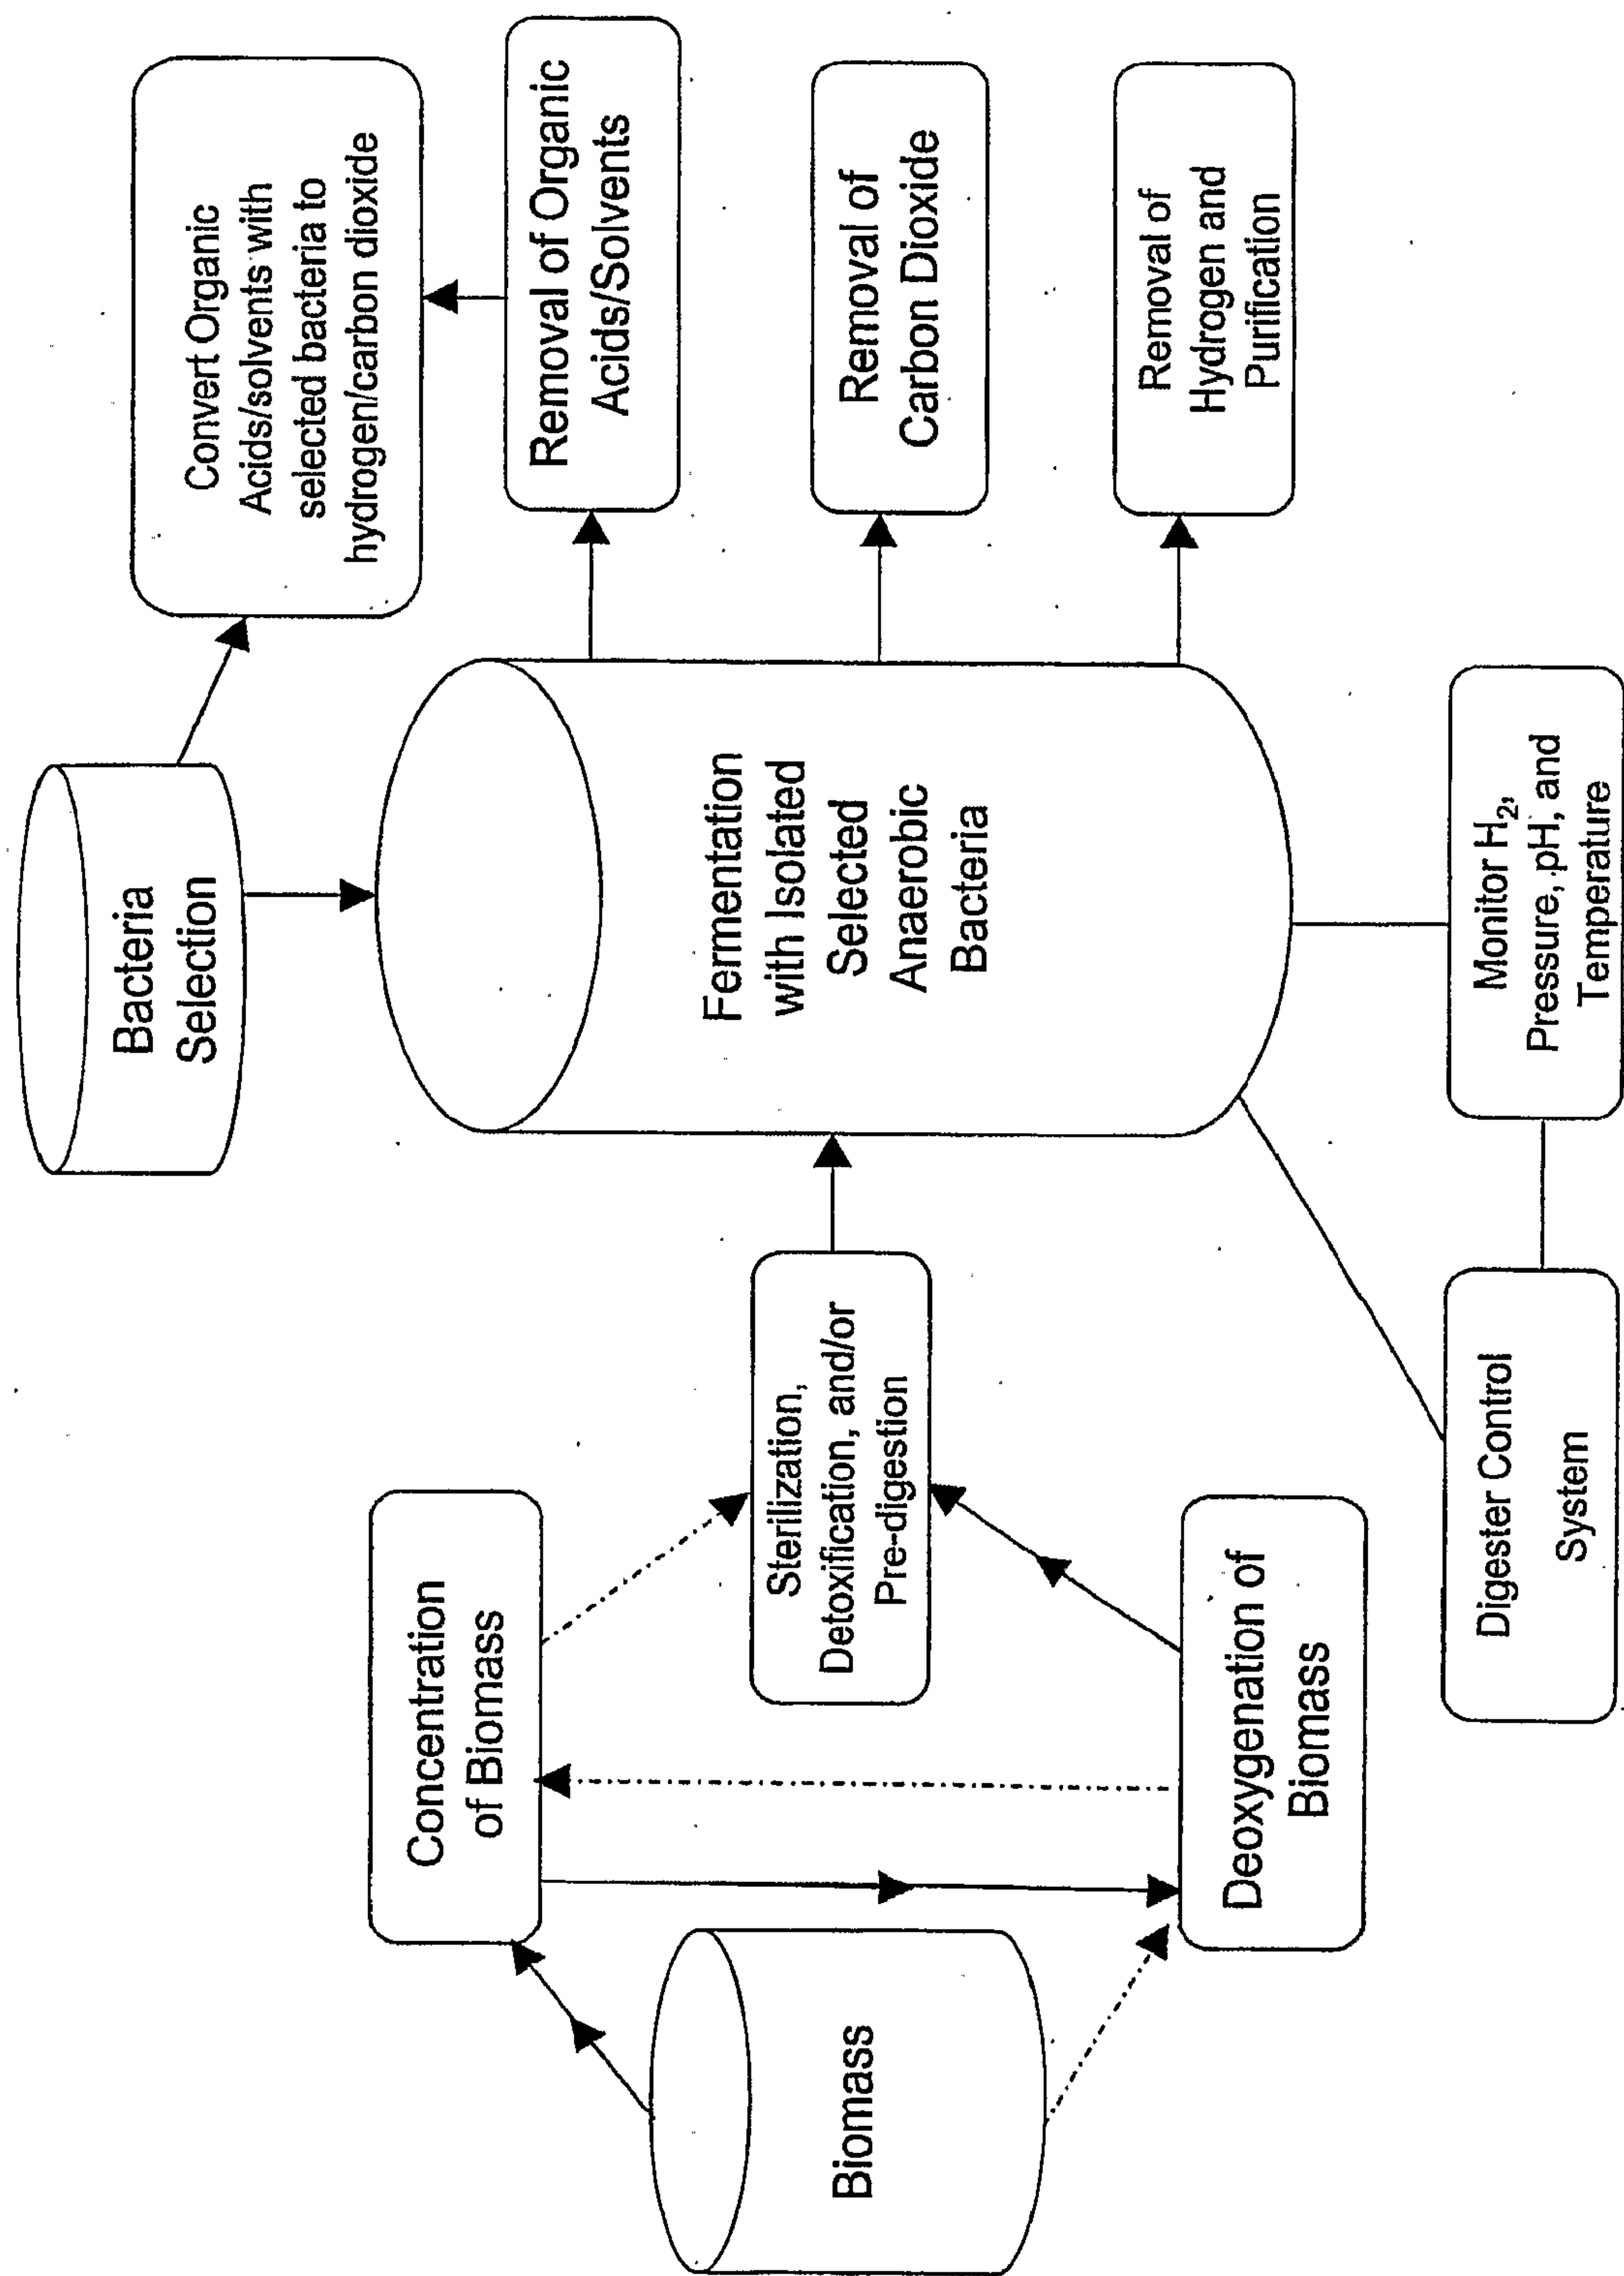 Bacteria
Selection
Convert Organic
Acids/solvents with
selected bacteria to
hydrogen/carbon dioxide
Concentration
of Biomass
Removal of Organic
Acids/Solvents
Biomass
Sterilization,
Detoxification, and/or
Pre-digestion
Fermentation
with Isolated
Selected
Anaerobic
Bacteria
Removal of
Carbon Dioxide
Deoxygenation of
Biomass
Removal of
Hydrogen and
Purification
Digester Control
System
Monitor H₂,
Pressure, pH, and
Temperature